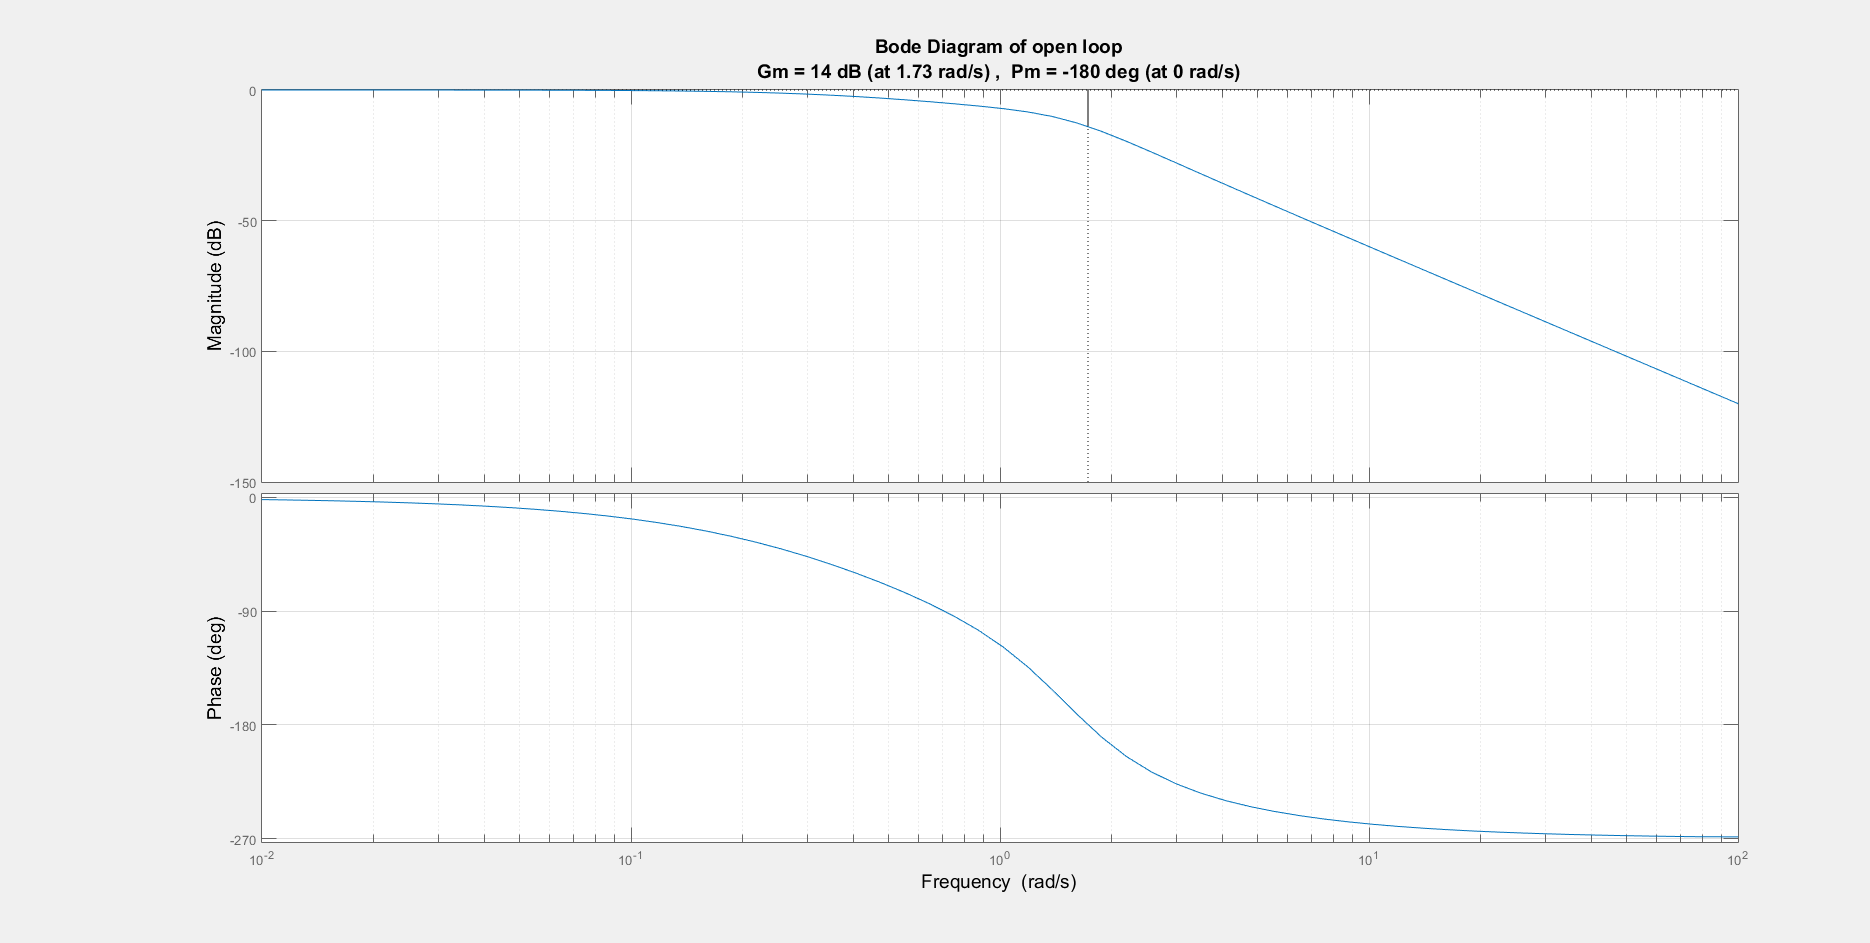 Bode Diagram of open loop
Gm = 14 dB (at 1.73 rad/s) ,  Pm = -180 deg (at 0 rad/s)
0
-50
-100
-150
Magnitude (dB)
0
-90
-180
-270
Phase (deg)
10^-2
10^-1
10^0
10^1
10^2
Frequency  (rad/s)